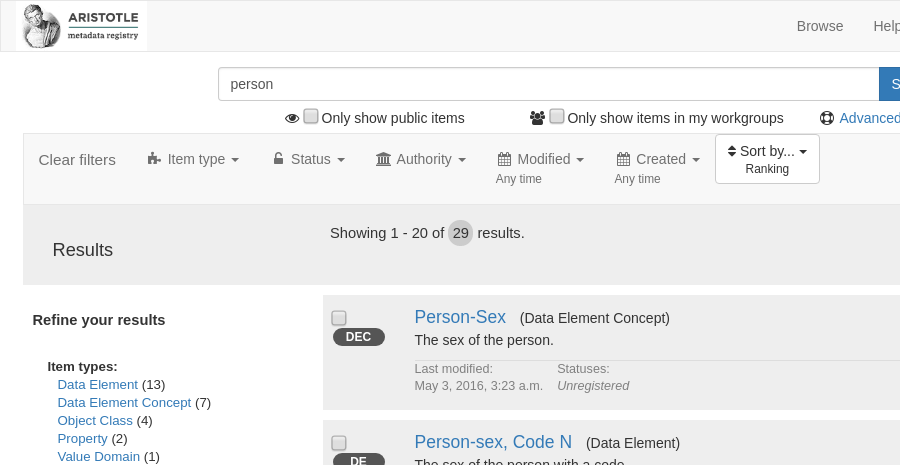 ARISTOTLE
metadata registry
Browse Help
person
Only show public items Only show items in my workgroups Advanced
Clear filters Item type Status Authority Modified Created Sort by...
Any time Any time Ranking
Results
Showing 1 - 20 of 29 results.
Refine your results
Item types:
Data Element (13)
Data Element Concept (7)
Object Class (4)
Property (2)
Value Domain (1)
Person-Sex (Data Element Concept)
DEC
The sex of the person.
Last modified: Statuses:
May 3, 2016, 3:23 a.m. Unregistered
Person-sex, Code N (Data Element)
DE
The sex of the person with a code.